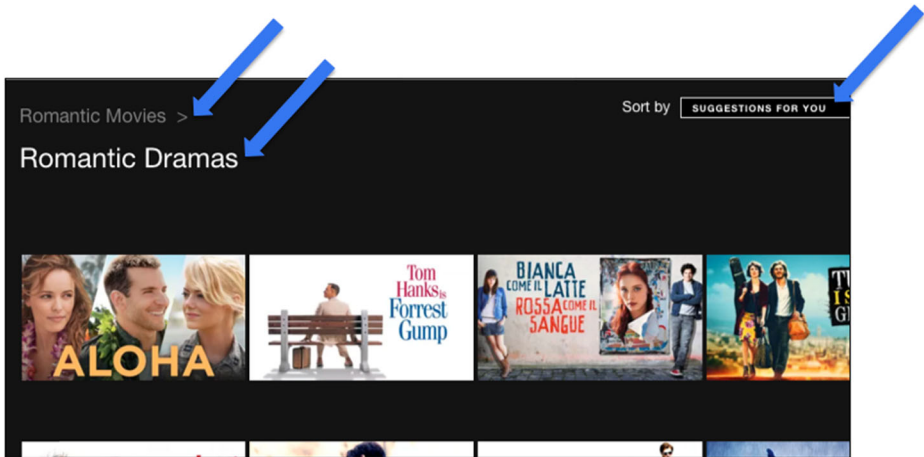 Romantic Movies >
Sort by SUGGESTIONS FOR YOU
Romantic Dramas
ALOHA
Tom
Hanks is
Forrest
Gump
BIANCA
COME IL LATTE
ROSSA COME IL
SANGUE